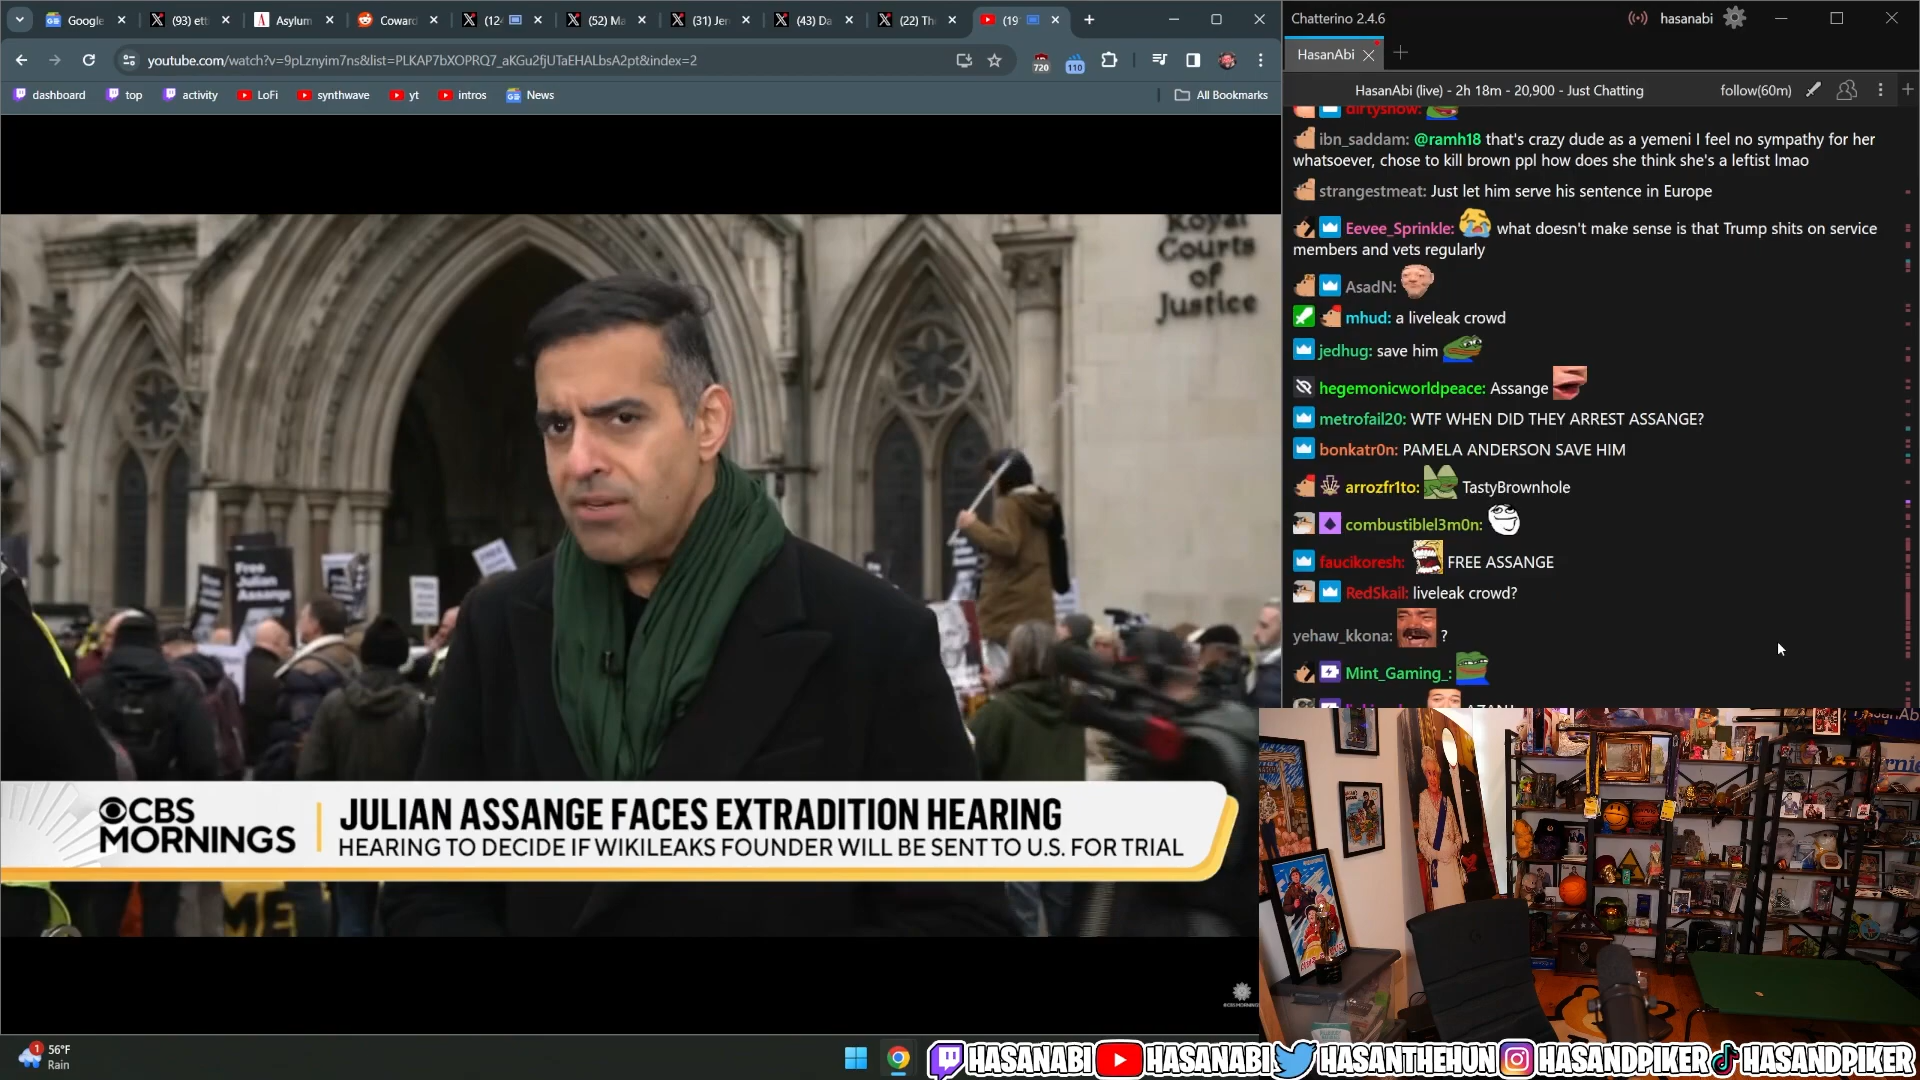 Google
(93) ett
Asylum
Coward
(124
(52) Ma
(31) Jer
(43) Da
(22) Th
(19
youtube.com/watch?v=9pLznyim7ns&list=PLKAP7bXOPRQ7_aKGu2fjUTaEHALbsA2pt&index=2
720
110
dashboard
top
activity
LoFi
synthwave
yt
intros
News
All Bookmarks
Royal
Courts
of
Justice
Free
Julian
Assange
CBS
MORNINGS
JULIAN ASSANGE FACES EXTRADITION HEARING
HEARING TO DECIDE IF WIKILEAKS FOUNDER WILL BE SENT TO U.S. FOR TRIAL
Chatterino 2.4.6
hasanabi
HasanAbi
HasanAbi (live) - 2h 18m - 20,900 - Just Chatting
follow(60m)
dirtysnow:
ibn_saddam: @ramh18 that's crazy dude as a yemeni I feel no sympathy for her
whatsoever, chose to kill brown ppl how does she think she's a leftist lmao
strangestmeat: Just let him serve his sentence in Europe
Eevee_Sprinkle: what doesn't make sense is that Trump shits on service
members and vets regularly
AsadN:
mhud: a liveleak crowd
jedhug: save him
hegemonicworldpeace: Assange
metrofail20: WTF WHEN DID THEY ARREST ASSANGE?
bonkatr0n: PAMELA ANDERSON SAVE HIM
arrozfr1to: TastyBrownhole
combustiblel3m0n:
faucikoresh: FREE ASSANGE
RedSkail: liveleak crowd?
yehaw_kkona: ?
Mint_Gaming_:
1
56°F
Rain
HASANABI
HASANABI
HASANTHEHUN
HASANDPIKER
HASANDPIKER